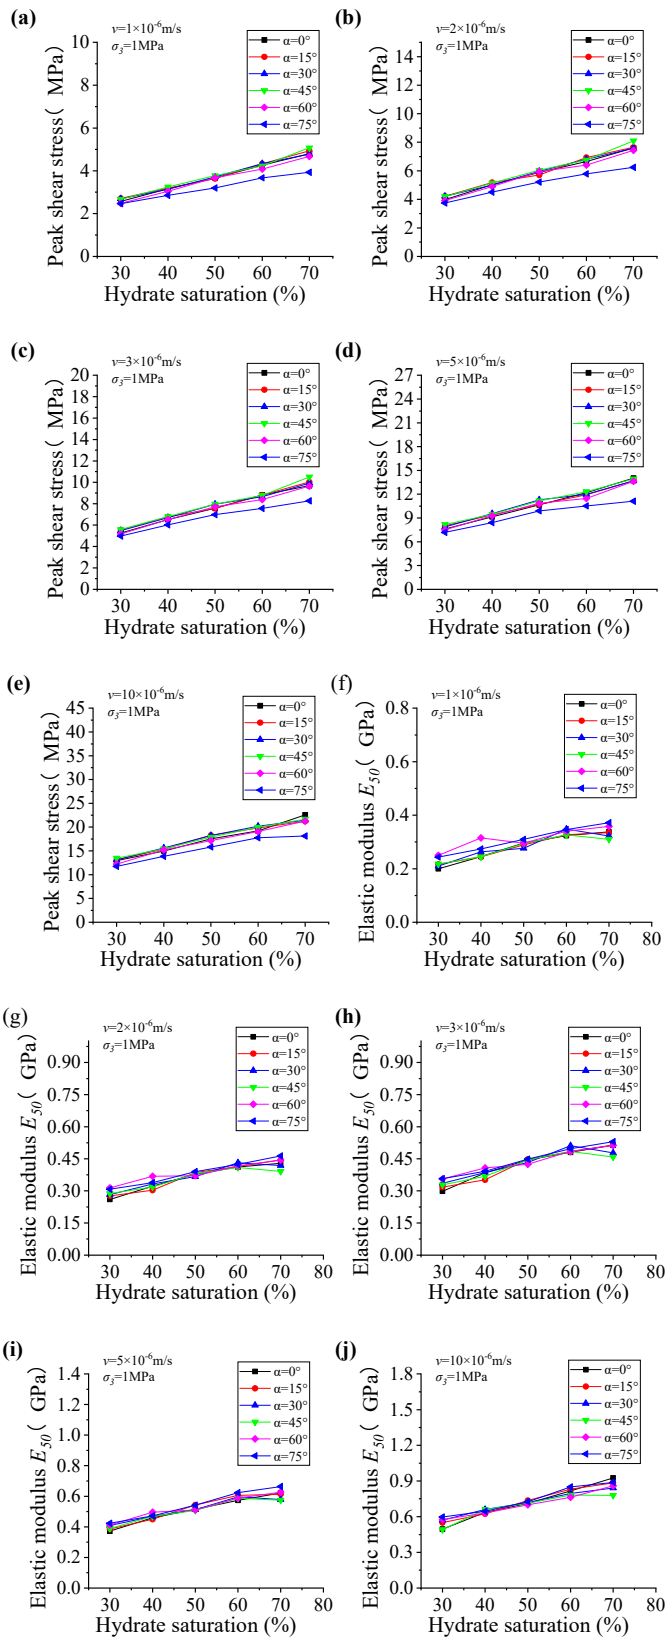 (a)
v=1×10⁻⁶m/s
σ₃=1MPa
α=0°
α=15°
α=30°
α=45°
α=60°
α=75°
Peak shear stress( MPa)
10
8
6
4
2
0
30 40 50 60 70
Hydrate saturation (%)
(b)
v=2×10⁻⁶m/s
σ₃=1MPa
α=0°
α=15°
α=30°
α=45°
α=60°
α=75°
Peak shear stress( MPa)
14
12
10
8
6
4
2
0
30 40 50 60 70
Hydrate saturation (%)
(c)
v=3×10⁻⁶m/s
σ₃=1MPa
α=0°
α=15°
α=30°
α=45°
α=60°
α=75°
Peak shear stress( MPa)
20
18
16
14
12
10
8
6
4
2
0
30 40 50 60 70
Hydrate saturation (%)
(d)
v=5×10⁻⁶m/s
σ₃=1MPa
α=0°
α=15°
α=30°
α=45°
α=60°
α=75°
Peak shear stress( MPa)
27
24
21
18
15
12
9
6
3
0
30 40 50 60 70
Hydrate saturation (%)
(e)
v=10×10⁻⁶m/s
σ₃=1MPa
α=0°
α=15°
α=30°
α=45°
α=60°
α=75°
Peak shear stress( MPa)
45
40
35
30
25
20
15
10
5
0
30 40 50 60 70
Hydrate saturation (%)
(f)
v=1×10⁻⁶m/s
σ₃=1MPa
α=0°
α=15°
α=30°
α=45°
α=60°
α=75°
Elastic modulus E₅₀( GPa)
0.8
0.6
0.4
0.2
0.0
30 40 50 60 70 80
Hydrate saturation (%)
(g)
v=2×10⁻⁶m/s
σ₃=1MPa
α=0°
α=15°
α=30°
α=45°
α=60°
α=75°
Elastic modulus E₅₀( GPa)
0.90
0.75
0.60
0.45
0.30
0.15
0.00
30 40 50 60 70 80
Hydrate saturation (%)
(h)
v=3×10⁻⁶m/s
σ₃=1MPa
α=0°
α=15°
α=30°
α=45°
α=60°
α=75°
Elastic modulus E₅₀( GPa)
0.90
0.75
0.60
0.45
0.30
0.15
0.00
30 40 50 60 70 80
Hydrate saturation (%)
(i)
v=5×10⁻⁶m/s
σ₃=1MPa
α=0°
α=15°
α=30°
α=45°
α=60°
α=75°
Elastic modulus E₅₀( GPa)
1.4
1.2
1.0
0.8
0.6
0.4
0.2
0.0
30 40 50 60 70 80
Hydrate saturation (%)
(j)
v=10×10⁻⁶m/s
σ₃=1MPa
α=0°
α=15°
α=30°
α=45°
α=60°
α=75°
Elastic modulus E₅₀( GPa)
1.8
1.5
1.2
0.9
0.6
0.3
0.0
30 40 50 60 70 80
Hydrate saturation (%)